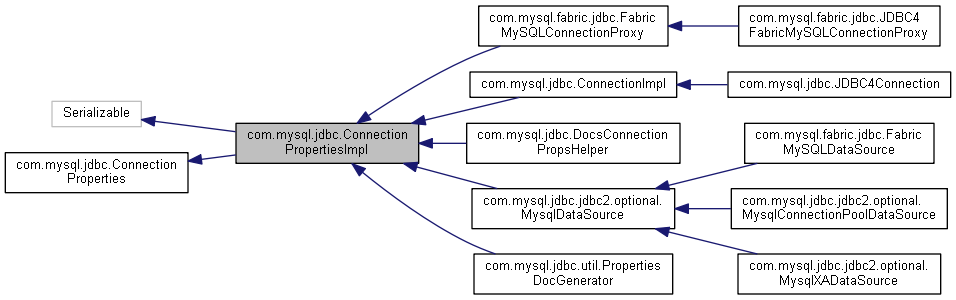 com.mysql.fabric.jdbc.Fabric
MySQLConnectionProxy
com.mysql.fabric.jdbc.JDBC4
FabricMySQLConnectionProxy
com.mysql.jdbc.ConnectionImpl
com.mysql.jdbc.JDBC4Connection
Serializable
com.mysql.jdbc.Connection
PropertiesImpl
com.mysql.jdbc.DocsConnection
PropsHelper
com.mysql.fabric.jdbc.Fabric
MySQLDataSource
com.mysql.jdbc.Connection
Properties
com.mysql.jdbc.jdbc2.optional.
MysqlDataSource
com.mysql.jdbc.jdbc2.optional.
MysqlConnectionPoolDataSource
com.mysql.jdbc.util.Properties
DocGenerator
com.mysql.jdbc.jdbc2.optional.
MysqlXADataSource